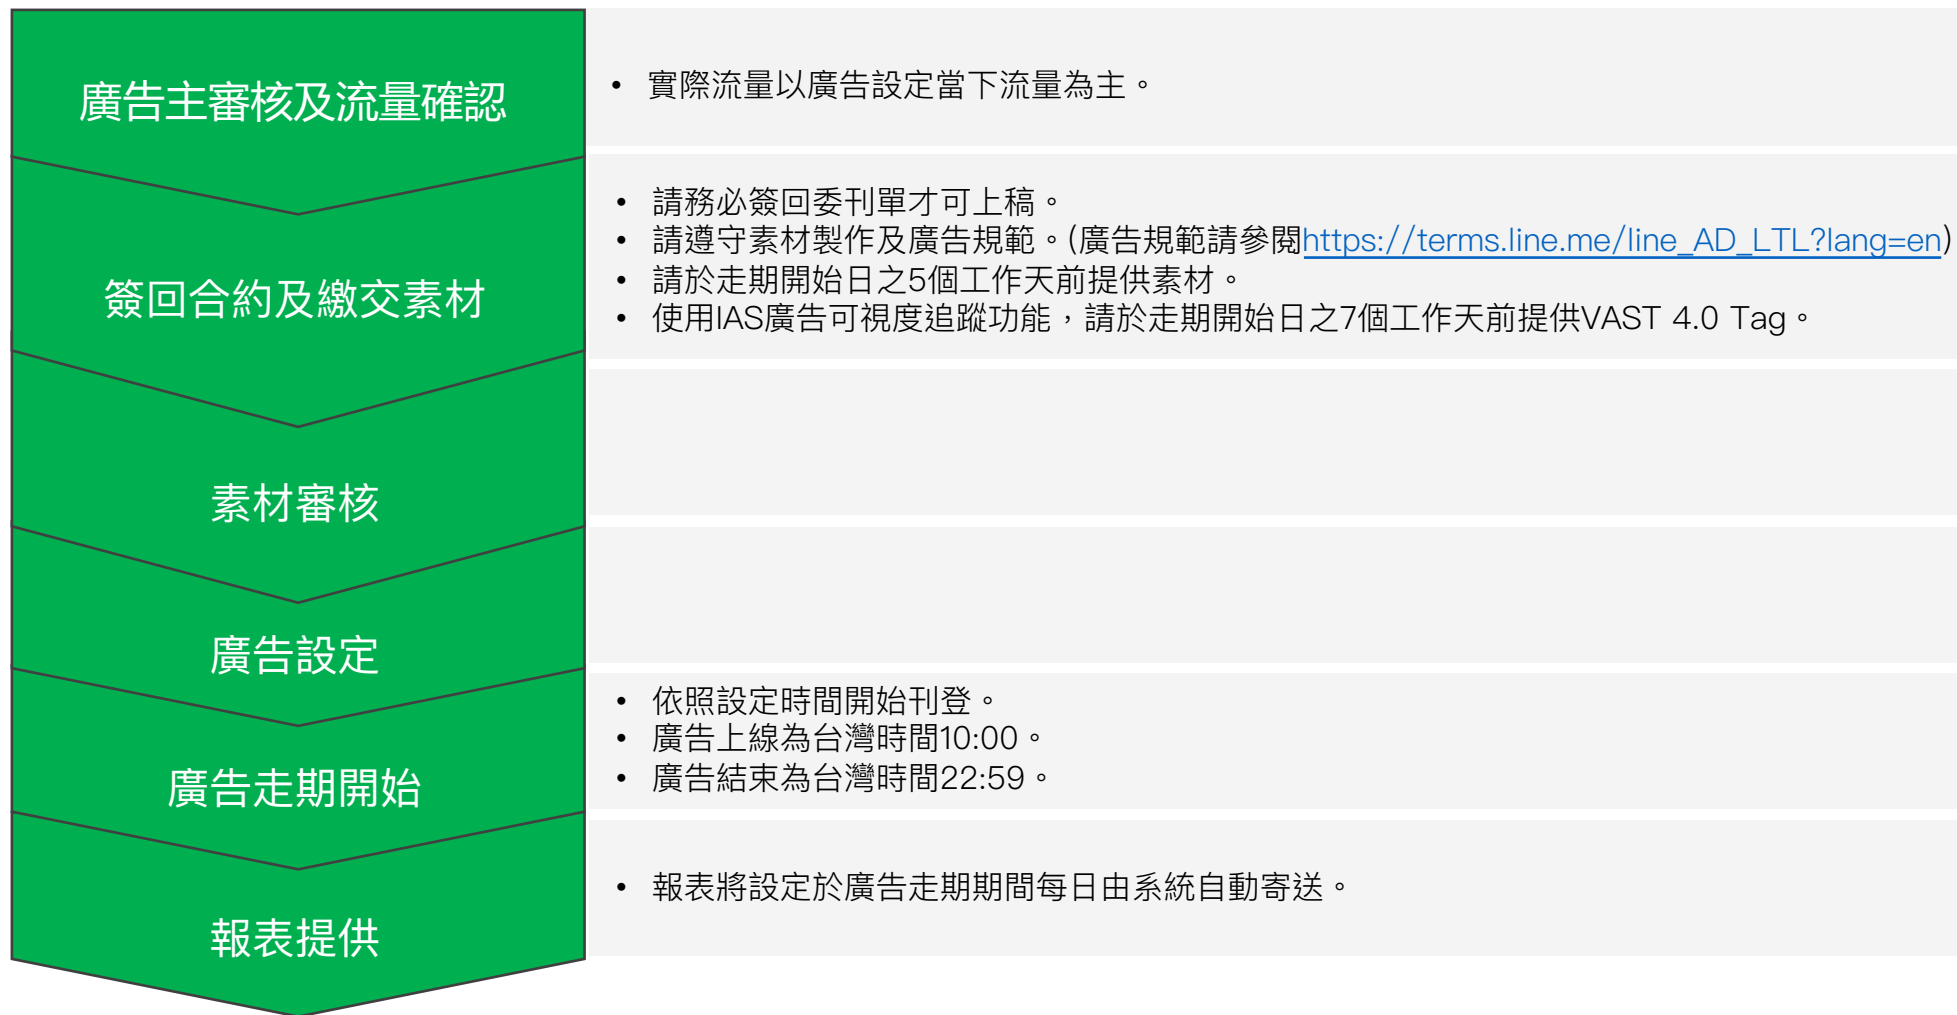 廣告主審核及流量確認
• 實際流量以廣告設定當下流量為主。
簽回合約及繳交素材
• 請務必簽回委刊單才可上稿。
• 請遵守素材製作及廣告規範。(廣告規範請參閱https://terms.line.me/line_AD_LTL?lang=en)
• 請於走期開始日之5個工作天前提供素材。
• 使用IAS廣告可視度追蹤功能，請於走期開始日之7個工作天前提供VAST 4.0 Tag。
素材審核
廣告設定
廣告走期開始
• 依照設定時間開始刊登。
• 廣告上線為台灣時間10:00。
• 廣告結束為台灣時間22:59。
報表提供
• 報表將設定於廣告走期期間每日由系統自動寄送。